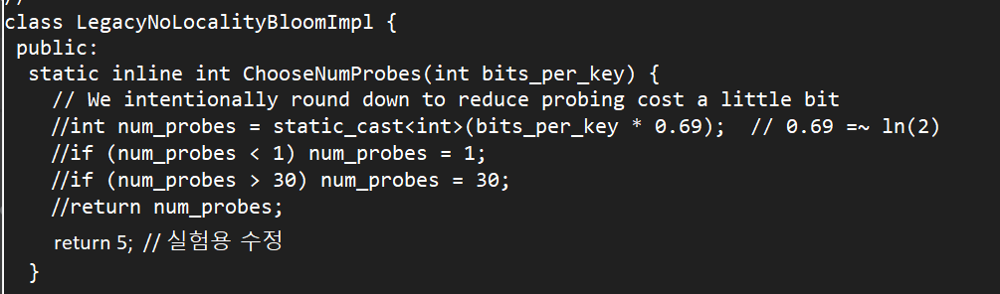 class LegacyNoLocalityBloomImpl {
public:
static inline int ChooseNumProbes(int bits_per_key) {
// We intentionally round down to reduce probing cost a little bit
//int num_probes = static_cast<int>(bits_per_key * 0.69);  // 0.69 =~ ln(2)
//if (num_probes < 1) num_probes = 1;
//if (num_probes > 30) num_probes = 30;
//return num_probes;
return 5; // 실험용 수정
}